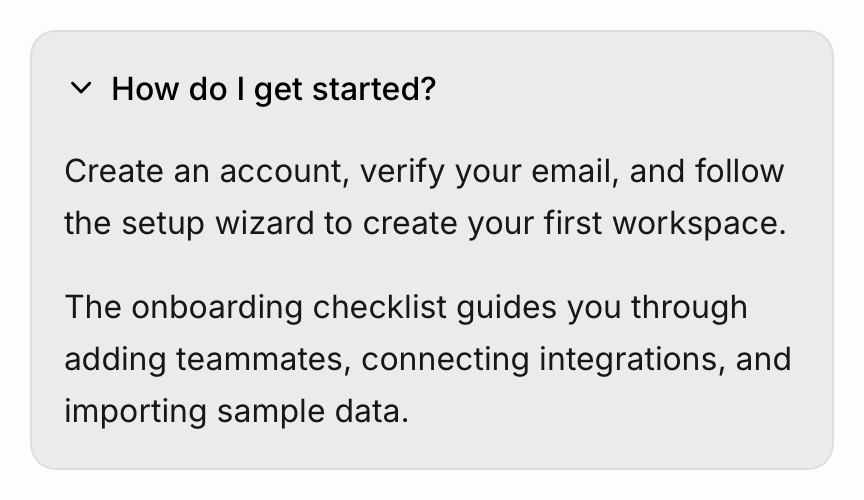 How do I get started?
Create an account, verify your email, and follow
the setup wizard to create your first workspace.
The onboarding checklist guides you through
adding teammates, connecting integrations, and
importing sample data.